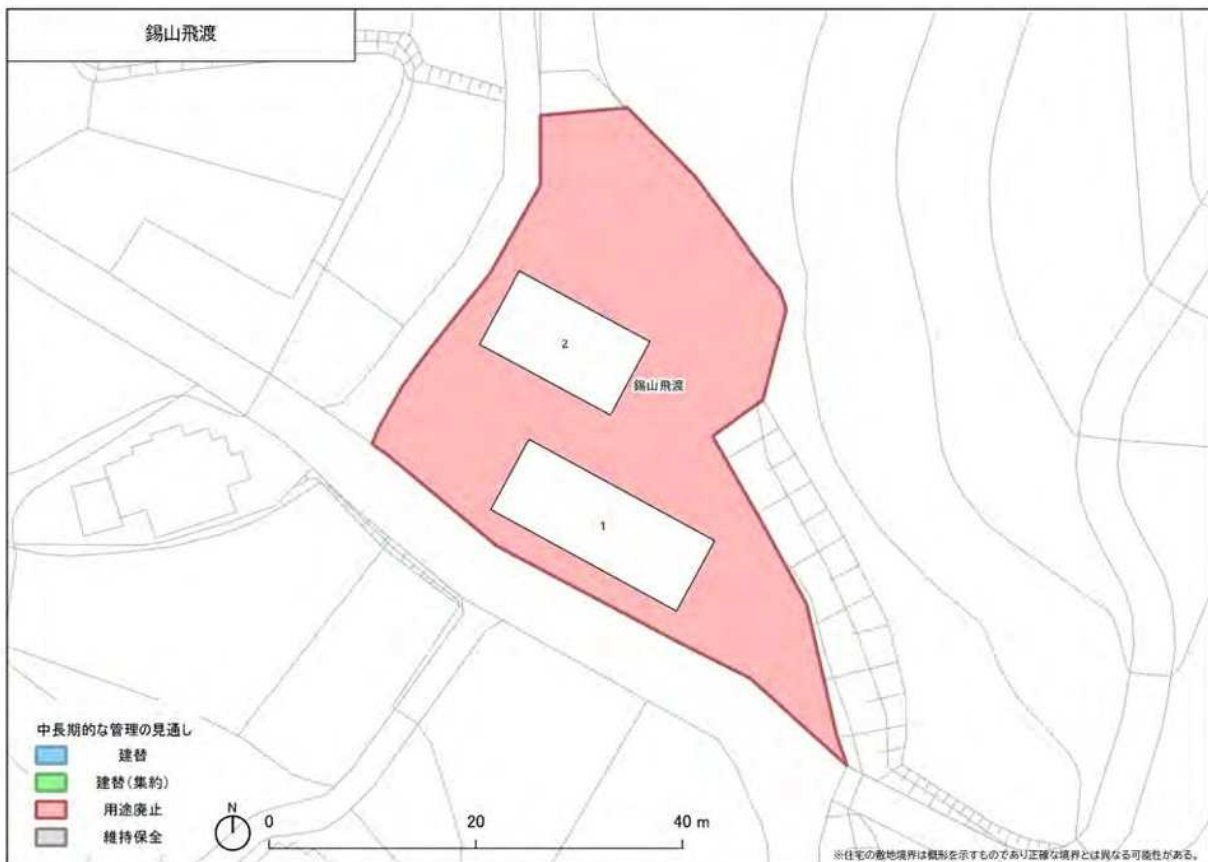 錫山飛渡
2
錫山飛渡
1
中長期的な管理の見通し
建替
建替(集約)
用途廃止
維持保全
N
0 20 40 m
※住宅の敷地境界は概形を示すものであり正確な境界とは異なる可能性がある。